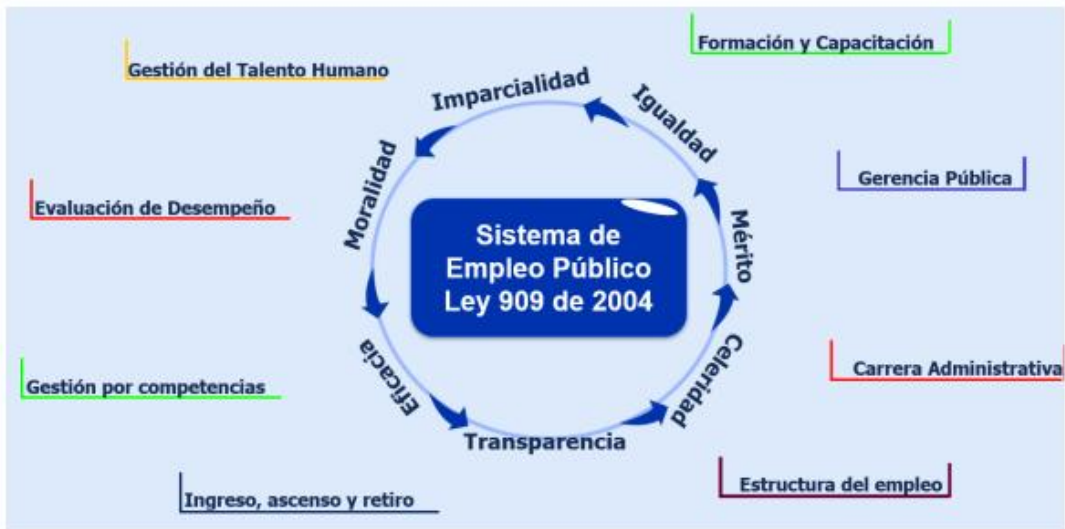 Formación y Capacitación
Gestión del Talento Humano
Imparcialidad
Igualdad
Gerencia Pública
Evaluación de Desempeño
Moralidad
Mérito
Sistema de
Empleo Público
Ley 909 de 2004
Carrera Administrativa
Gestión por competencias
Eficacia
Celeridad
Transparencia
Estructura del empleo
Ingreso, ascenso y retiro